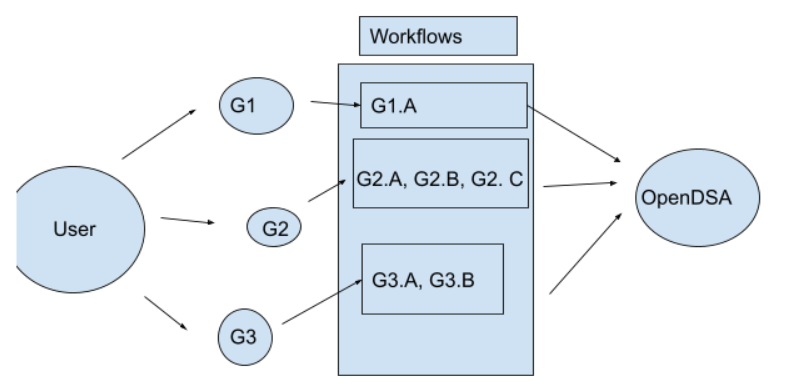 Workflows
G1
G1.A
G2.A, G2.B, G2. C
User
OpenDSA
G2
G3.A, G3.B
G3